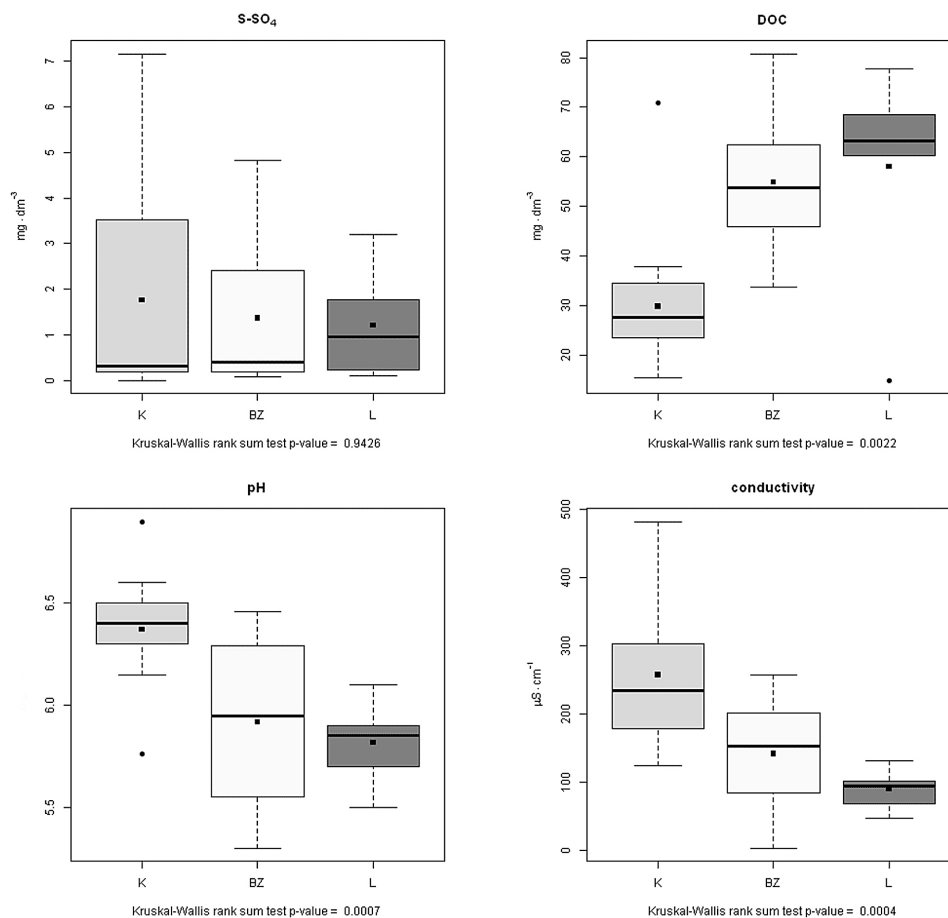 S-SO₄
7
6
5
4
3
2
1
0
mg · dm⁻³
K BZ L
Kruskal-Wallis rank sum test p-value = 0.9426
DOC
80
70
60
50
40
30
20
mg · dm⁻³
K BZ L
Kruskal-Wallis rank sum test p-value = 0.0022
pH
6.5
6.0
5.5
K BZ L
Kruskal-Wallis rank sum test p-value = 0.0007
conductivity
500
400
300
200
100
0
µS · cm⁻¹
K BZ L
Kruskal-Wallis rank sum test p-value = 0.0004